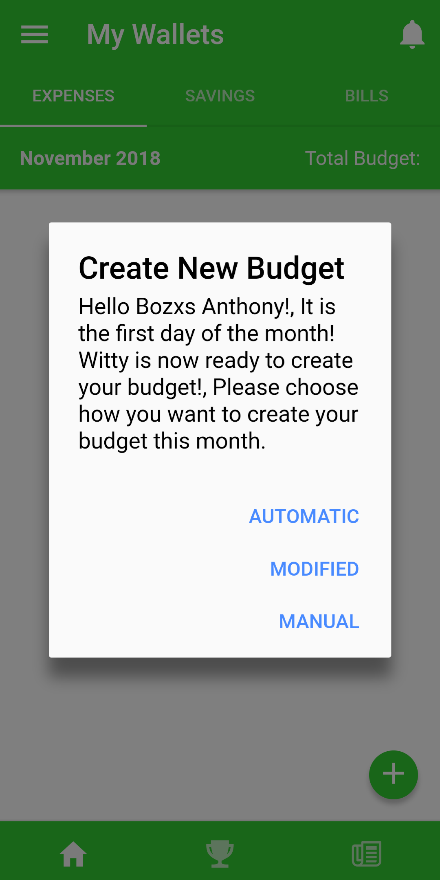 My Wallets
EXPENSES SAVINGS BILLS
November 2018 Total Budget:
Create New Budget
Hello Bozxs Anthony!, It is
the first day of the month!
Witty is now ready to create
your budget!, Please choose
how you want to create your
budget this month.
AUTOMATIC
MODIFIED
MANUAL